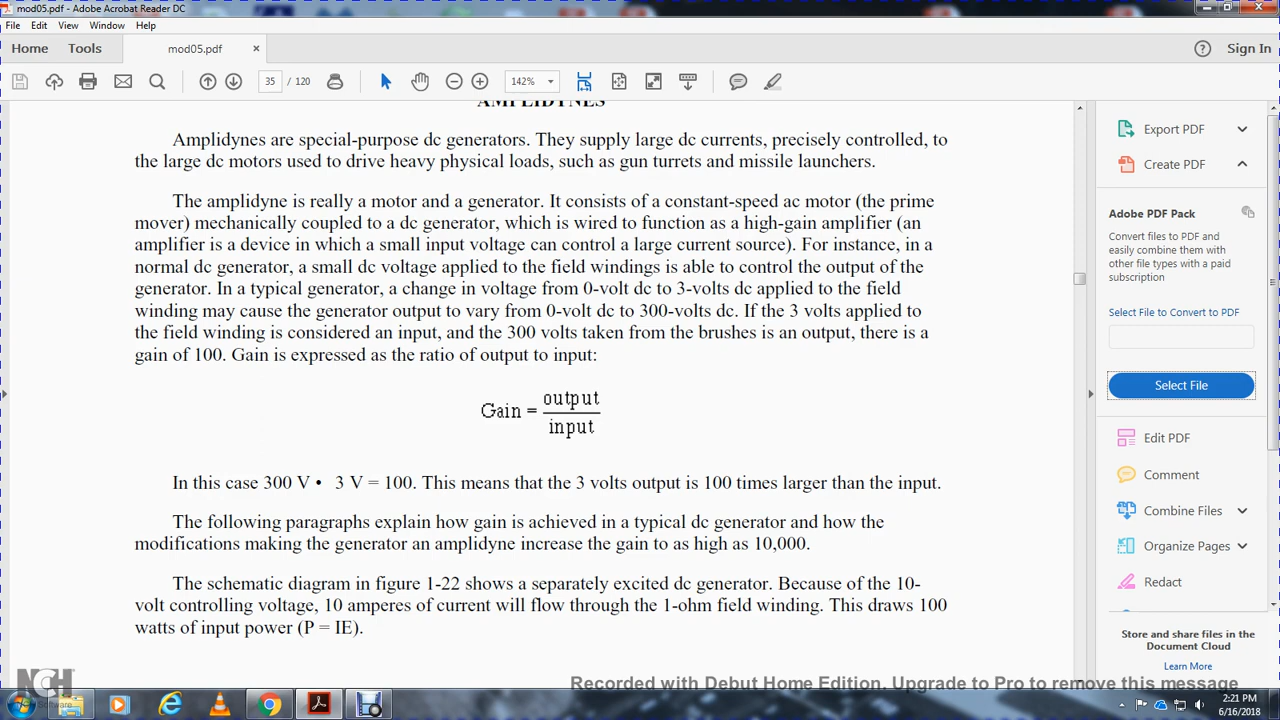 mod05.pdf - Adobe Acrobat Reader DC
File Edit View Window Help
Home Tools mod05.pdf × Sign In
35 / 120 142%
AMPLIDYNES
Amplidynes are special-purpose dc generators. They supply large dc currents, precisely controlled, to
the large dc motors used to drive heavy physical loads, such as gun turrets and missile launchers.
The amplidyne is really a motor and a generator. It consists of a constant-speed ac motor (the prime
mover) mechanically coupled to a dc generator, which is wired to function as a high-gain amplifier (an
amplifier is a device in which a small input voltage can control a large current source). For instance, in a
normal dc generator, a small dc voltage applied to the field windings is able to control the output of the
generator. In a typical generator, a change in voltage from 0-volt dc to 3-volts dc applied to the field
winding may cause the generator output to vary from 0-volt dc to 300-volts dc. If the 3 volts applied to
the field winding is considered an input, and the 300 volts taken from the brushes is an output, there is a
gain of 100. Gain is expressed as the ratio of output to input:
Gain = output
input
In this case 300 V • 3 V = 100. This means that the 3 volts output is 100 times larger than the input.
The following paragraphs explain how gain is achieved in a typical dc generator and how the
modifications making the generator an amplidyne increase the gain to as high as 10,000.
The schematic diagram in figure 1-22 shows a separately excited dc generator. Because of the 10-
volt controlling voltage, 10 amperes of current will flow through the 1-ohm field winding. This draws 100
watts of input power (P = IE).
Export PDF
Create PDF
Adobe PDF Pack
Convert files to PDF and
easily combine them with
other file types with a paid
subscription
Select File to Convert to PDF
Select File
Edit PDF
Comment
Combine Files
Organize Pages
Redact
Store and share files in the
Document Cloud
Learn More
NCH
Software
Recorded with Debut Home Edition. Upgrade to Pro to remove this message
2:21 PM
6/16/2018